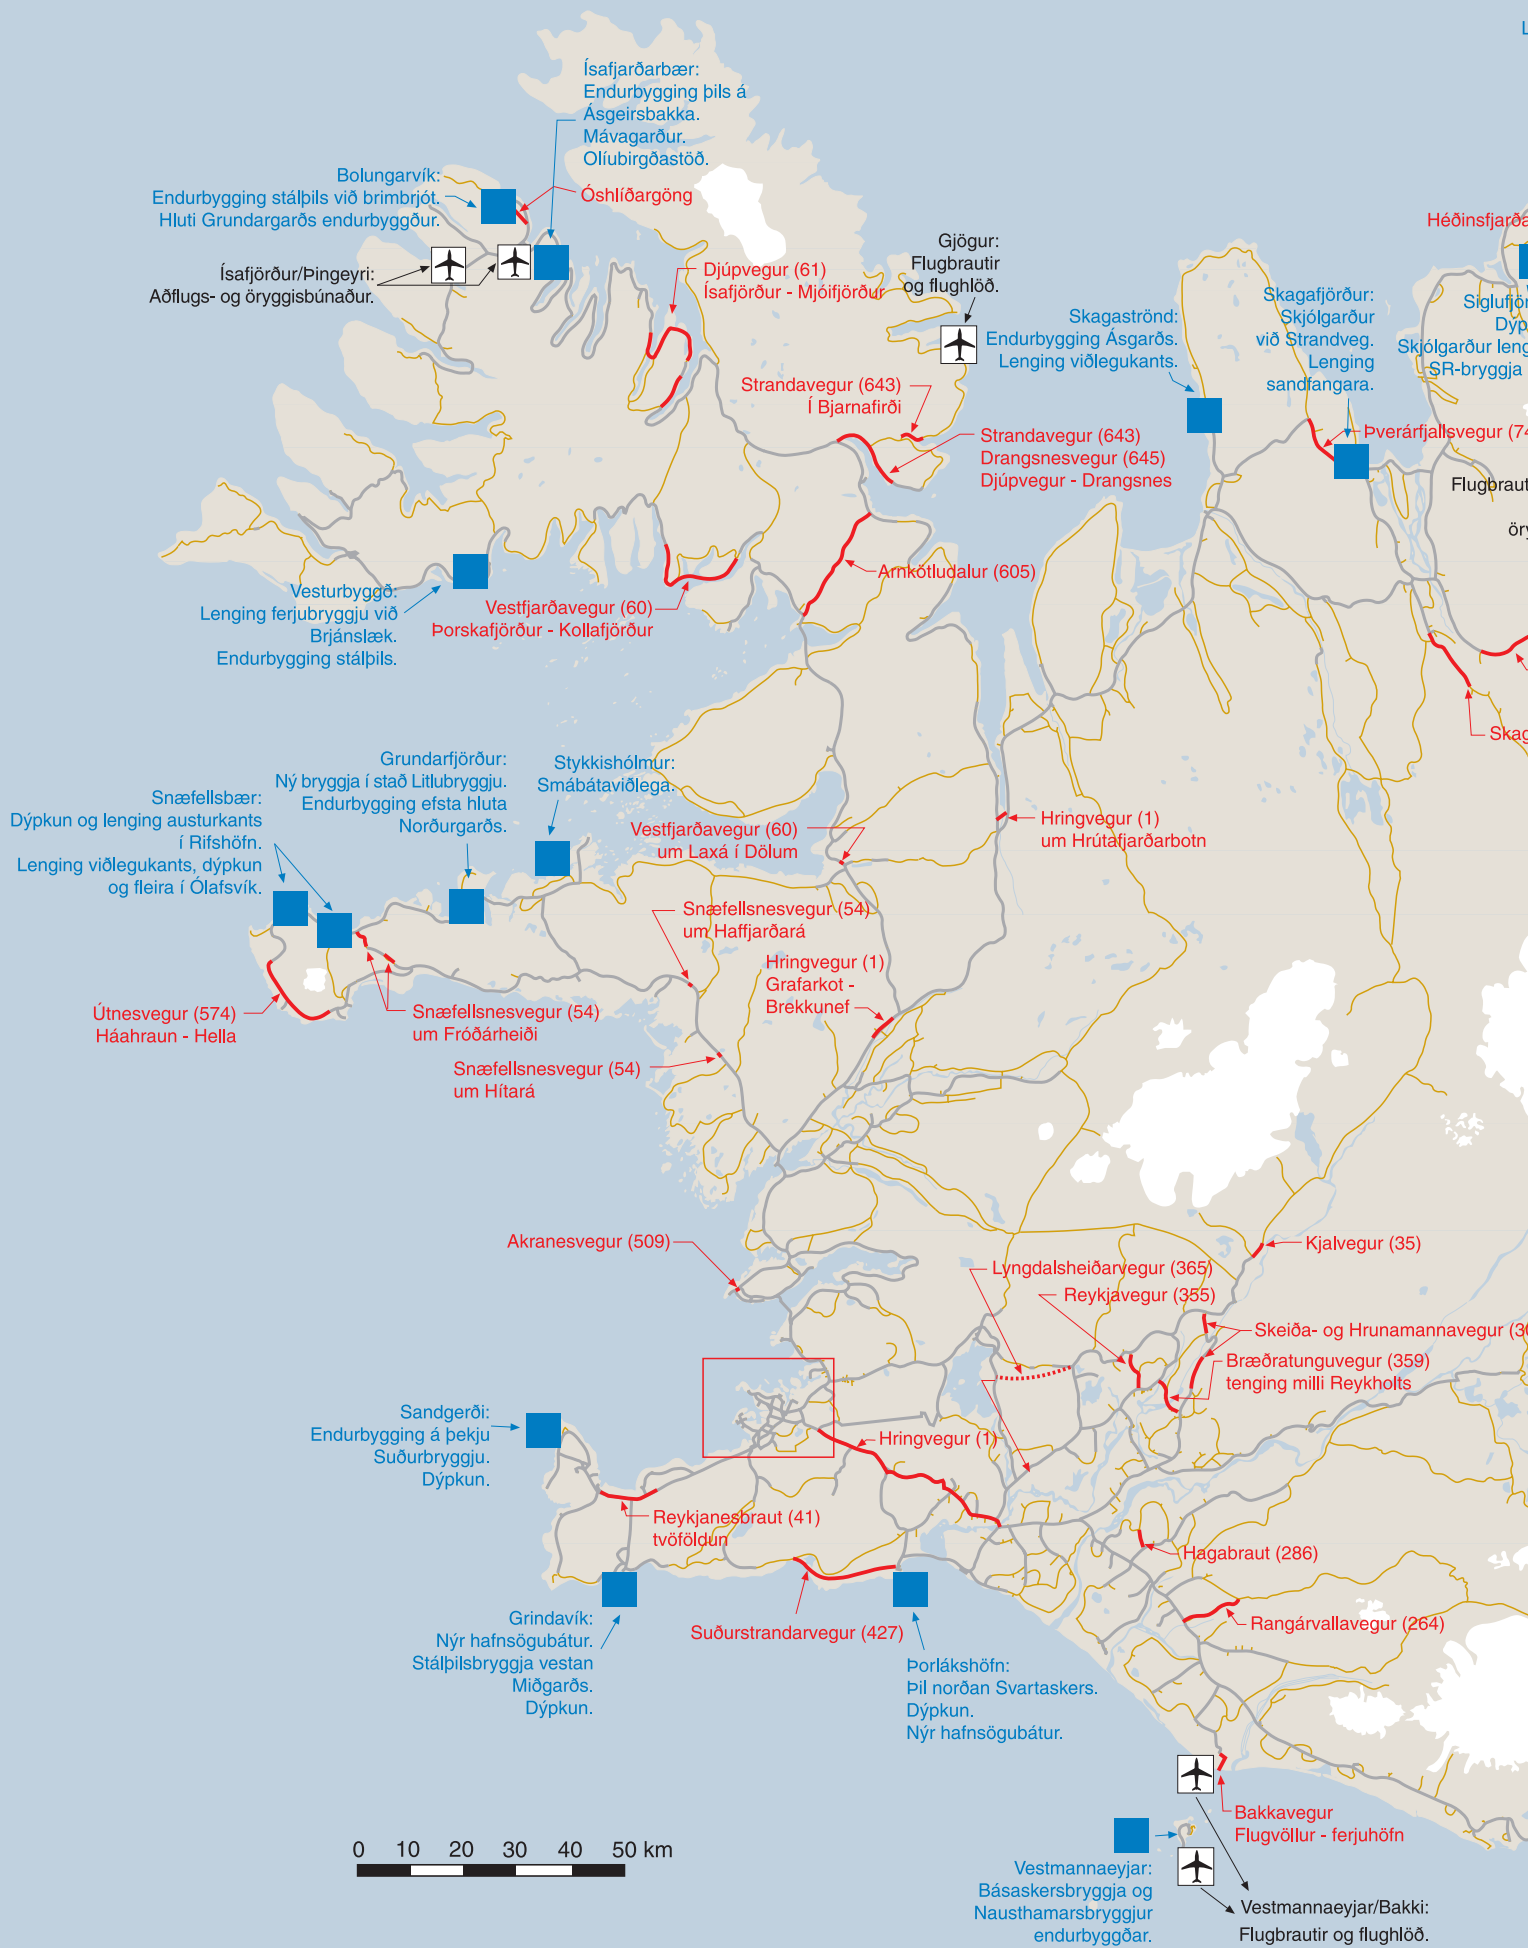 L
Ísafjarðarbær:
Endurbygging þils á
Ásgeirsbakka.
Mávagarður.
Olíubirgðastöð.
Bolungarvík:
Endurbygging stálþils við brimbrjót.
Hluti Grundargarðs endurbyggður.
Óshlíðargöng
Ísafjörður/Þingeyri:
Aðflugs- og öryggisbúnaður.
Djúpvegur (61)
Ísafjörður - Mjóifjörður
Gjögur:
Flugbrautir
og flughlöð.
Skagaströnd:
Endurbygging Ásgarðs.
Lenging viðlegukants.
Skagafjörður:
Skjólgarður
við Strandveg.
Lenging
sandfangara.
Héðinsfjarða
Siglufjör
Dýp
Skjólgarður leng
SR-bryggja
Strandavegur (643)
Í Bjarnafirði
Strandavegur (643)
Drangsnesvegur (645)
Djúpvegur - Drangsnes
Þverárfjallsvegur (74
Flugbraut
öry
Arnkötludalur (605)
Vesturbyggð:
Lenging ferjubryggju við
Brjánslæk.
Endurbygging stálþils.
Vestfjarðavegur (60)
Þorskafjörður - Kollafjörður
Skag
Grundarfjörður:
Ný bryggja í stað Litlubryggju.
Endurbygging efsta hluta
Norðurgarðs.
Stykkishólmur:
Smábátaviðlega.
Snæfellsbær:
Dýpkun og lenging austurkants
í Rifshöfn.
Lenging viðlegukants, dýpkun
og fleira í Ólafsvík.
Vestfjarðavegur (60)
um Laxá í Dölum
Hringvegur (1)
um Hrútafjarðarbotn
Snæfellsnesvegur (54)
um Haffjarðará
Hringvegur (1)
Grafarkot -
Brekkunef
Útnesvegur (574)
Háahraun - Hella
Snæfellsnesvegur (54)
um Fróðárheiði
Snæfellsnesvegur (54)
um Hítará
Akranesvegur (509)
Kjalvegur (35)
Lyngdalsheiðarvegur (365)
Reykjavegur (355)
Skeiða- og Hrunamannavegur (30
Bræðratunguvegur (359)
tenging milli Reykholts
Sandgerði:
Endurbygging á þekju
Suðurbryggju.
Dýpkun.
Hringvegur (1)
Reykjanesbraut (41)
tvöföldun
Hagabraut (286)
Grindavík:
Nýr hafnsögubátur.
Stálþilsbryggja vestan
Miðgarðs.
Dýpkun.
Suðurstrandarvegur (427)
Rangárvallavegur (264)
Þorlákshöfn:
Þil norðan Svartaskers.
Dýpkun.
Nýr hafnsögubátur.
Bakkavegur
Flugvöllur - ferjuhöfn
0 10 20 30 40 50 km
Vestmannaeyjar:
Básaskersbryggja og
Nausthamarsbryggjur
endurbyggðar.
Vestmannaeyjar/Bakki:
Flugbrautir og flughlöð.